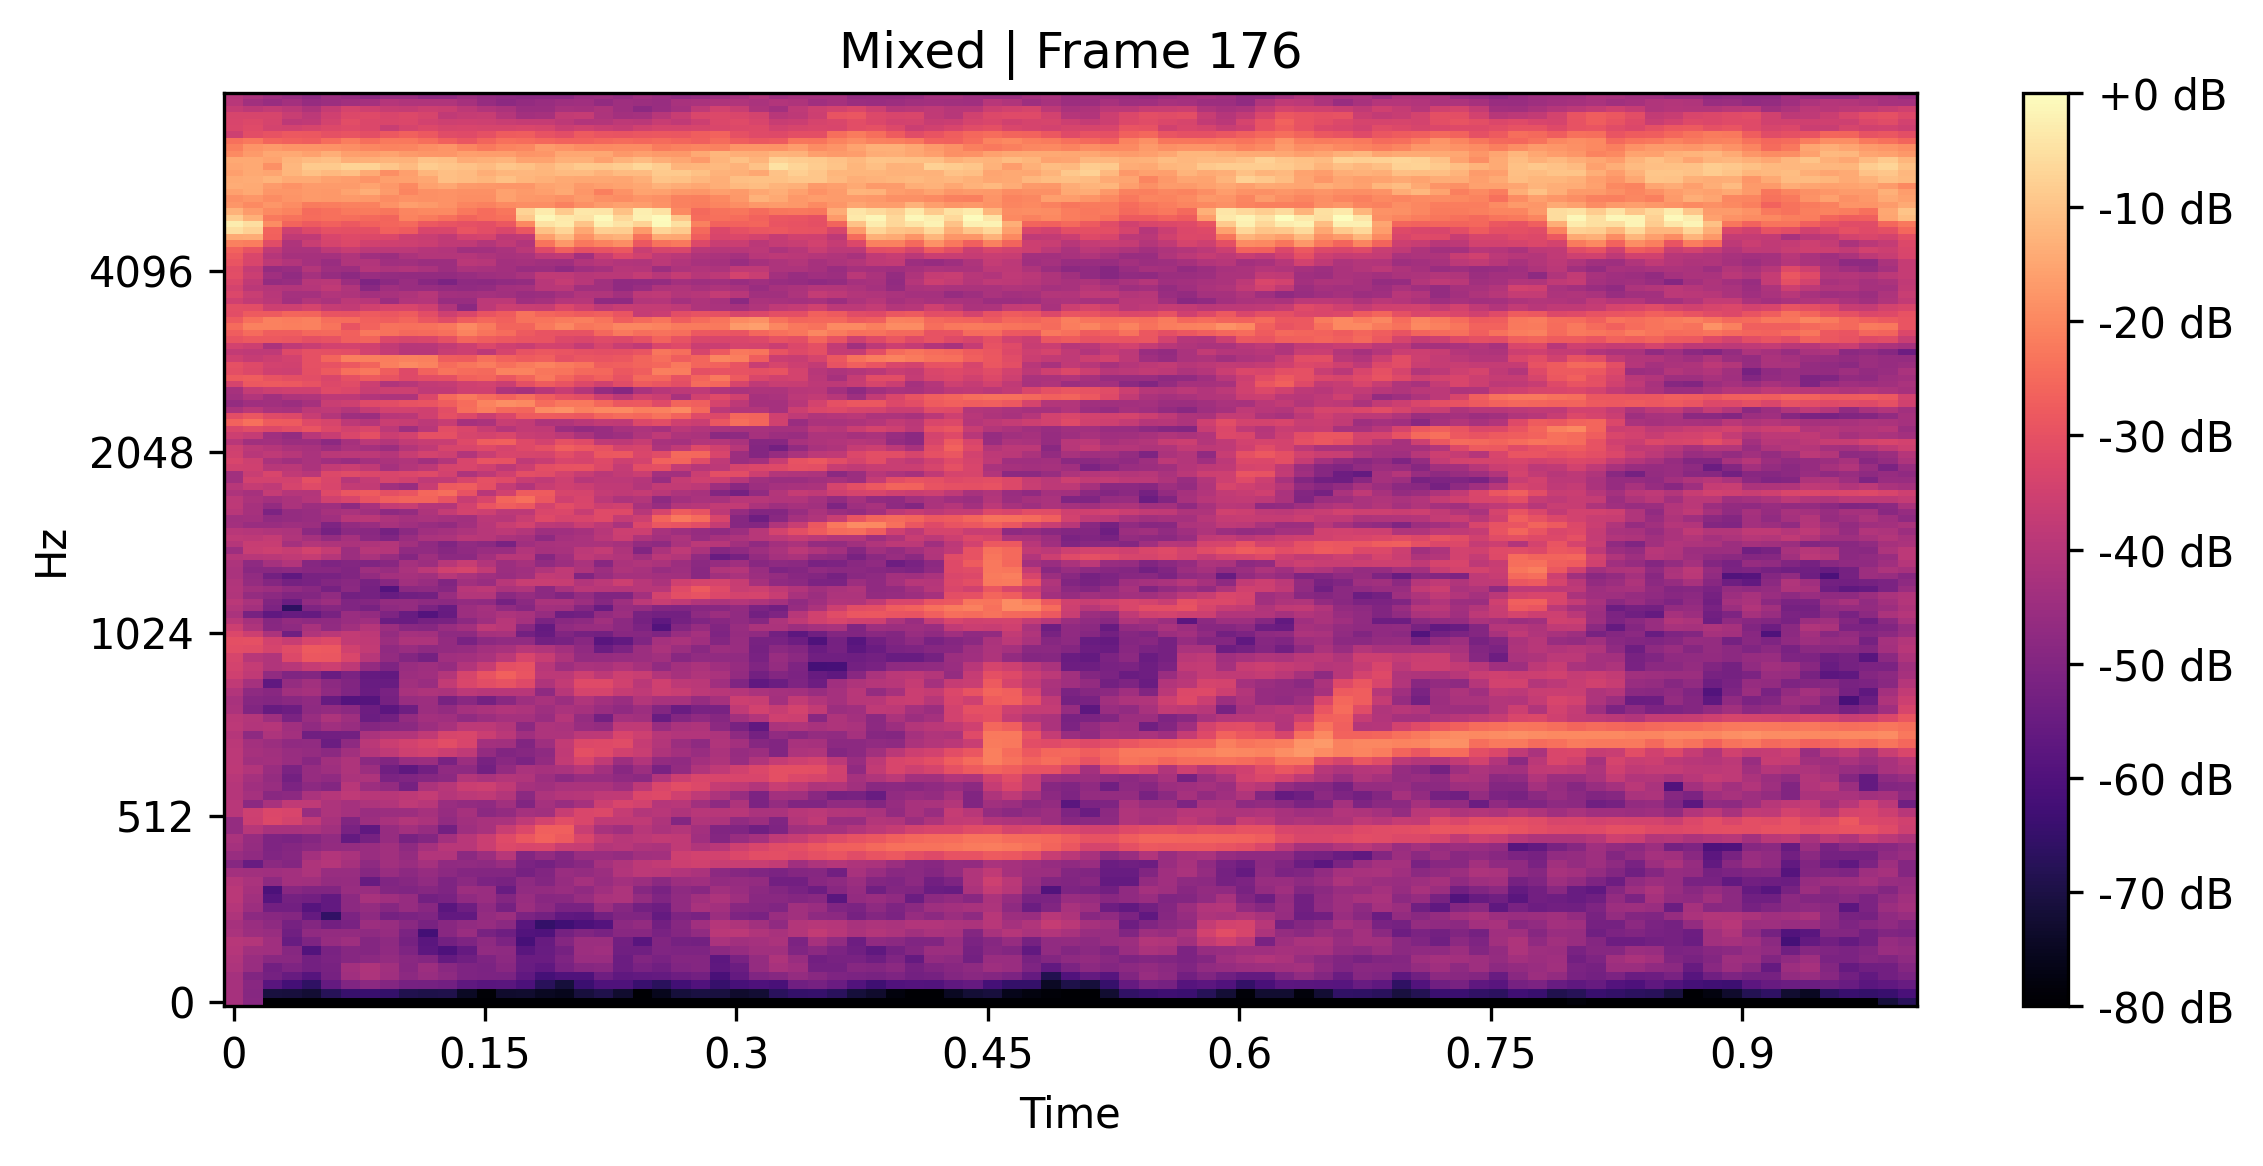 Mixed | Frame 176
+0 dB
-10 dB
-20 dB
-30 dB
-40 dB
-50 dB
-60 dB
-70 dB
-80 dB
Hz
4096
2048
1024
512
0
0 0.15 0.3 0.45 0.6 0.75 0.9
Time